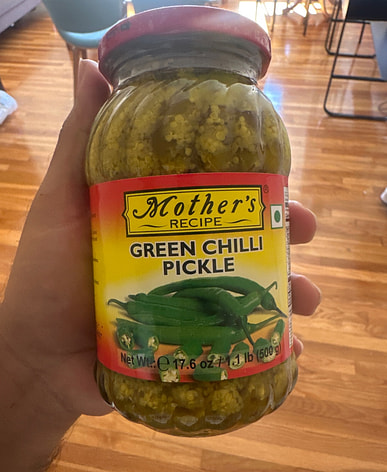 Mother's
RECIPE
GREEN CHILLI
PICKLE
Net Wt.: ℮ 17.6 oz / 1.1 lb (500 g)